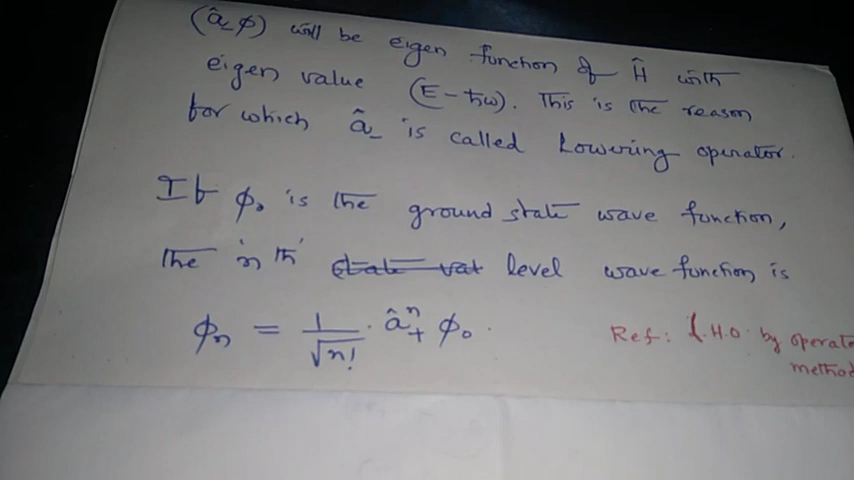 (â₋φ) will be eigen function of Ĥ with
eigen value (E-ħω). This is the reason
for which â₋ is called Lowering operator.
If φ₀ is the ground state wave function,
the 'n th' level wave function is
φₙ = 1/√n! · â₊ⁿ φ₀.
Ref: L.H.O. by operato
method